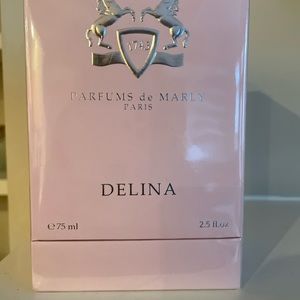 1743
PARFUMS de MARLY
PARIS
DELINA
℮ 75 ml 2.5 fl.oz